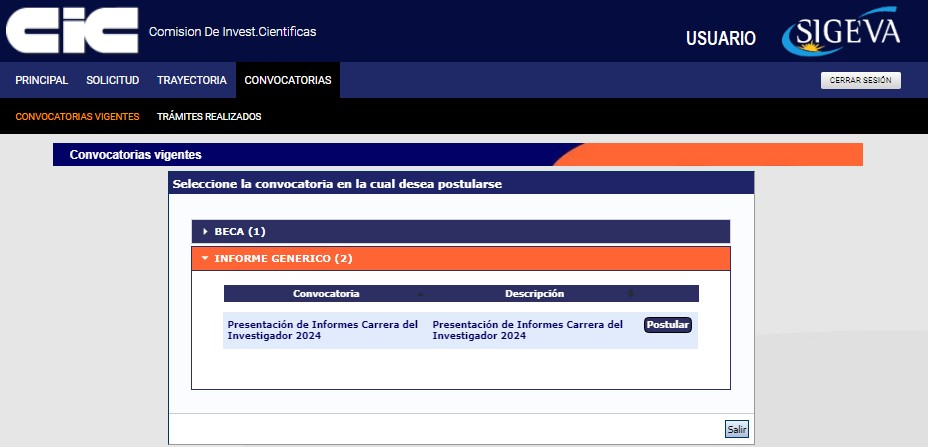 CIC
Comision De Invest.Cientificas
USUARIO
SIGEVA
PRINCIPAL SOLICITUD TRAYECTORIA CONVOCATORIAS
CERRAR SESIÓN
CONVOCATORIAS VIGENTES TRÁMITES REALIZADOS
Convocatorias vigentes
Seleccione la convocatoria en la cual desea postularse
BECA (1)
INFORME GENERICO (2)
Convocatoria Descripción
Presentación de Informes Carrera del Investigador 2024
Presentación de Informes Carrera del Investigador 2024
Postular
Salir